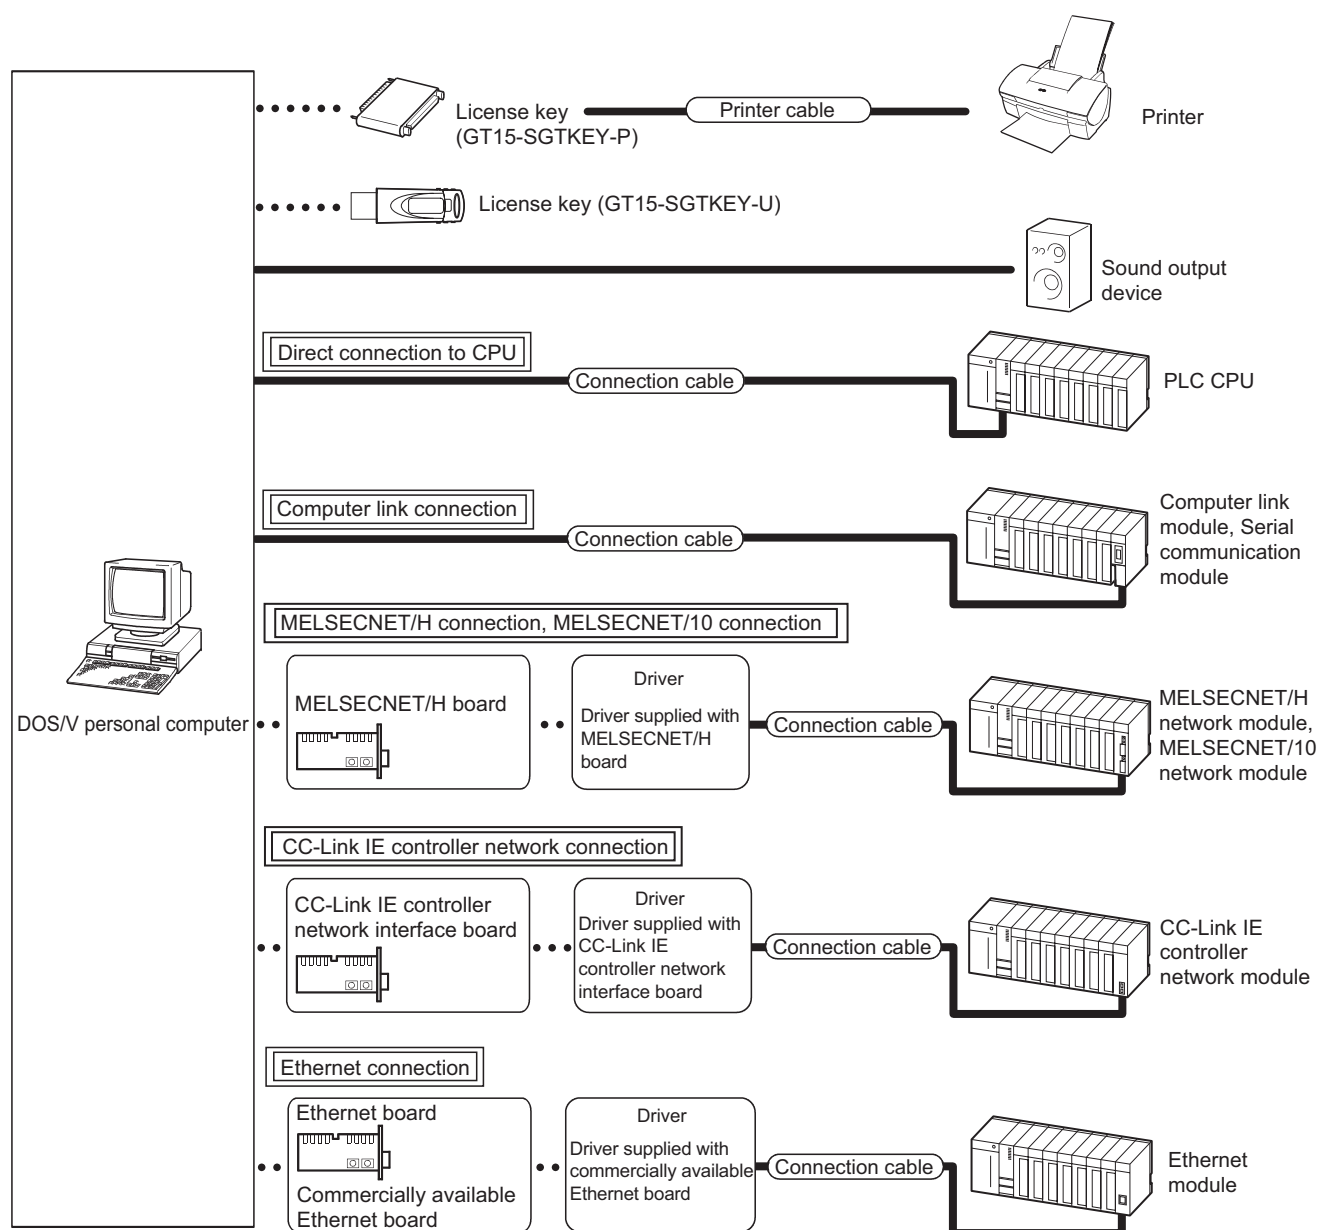 License key
(GT15-SGTKEY-P)
Printer cable
Printer
License key (GT15-SGTKEY-U)
Sound output
device
Direct connection to CPU
Connection cable
PLC CPU
Computer link connection
Connection cable
Computer link
module, Serial
communication
module
DOS/V personal computer
MELSECNET/H connection, MELSECNET/10 connection
MELSECNET/H board
Driver
Driver supplied with
MELSECNET/H
board
Connection cable
MELSECNET/H
network module,
MELSECNET/10
network module
CC-Link IE controller network connection
CC-Link IE controller
network interface board
Driver
Driver supplied with
CC-Link IE
controller network
interface board
Connection cable
CC-Link IE
controller
network module
Ethernet connection
Ethernet board
Commercially available
Ethernet board
Driver
Driver supplied with
commercially available
Ethernet board
Connection cable
Ethernet
module